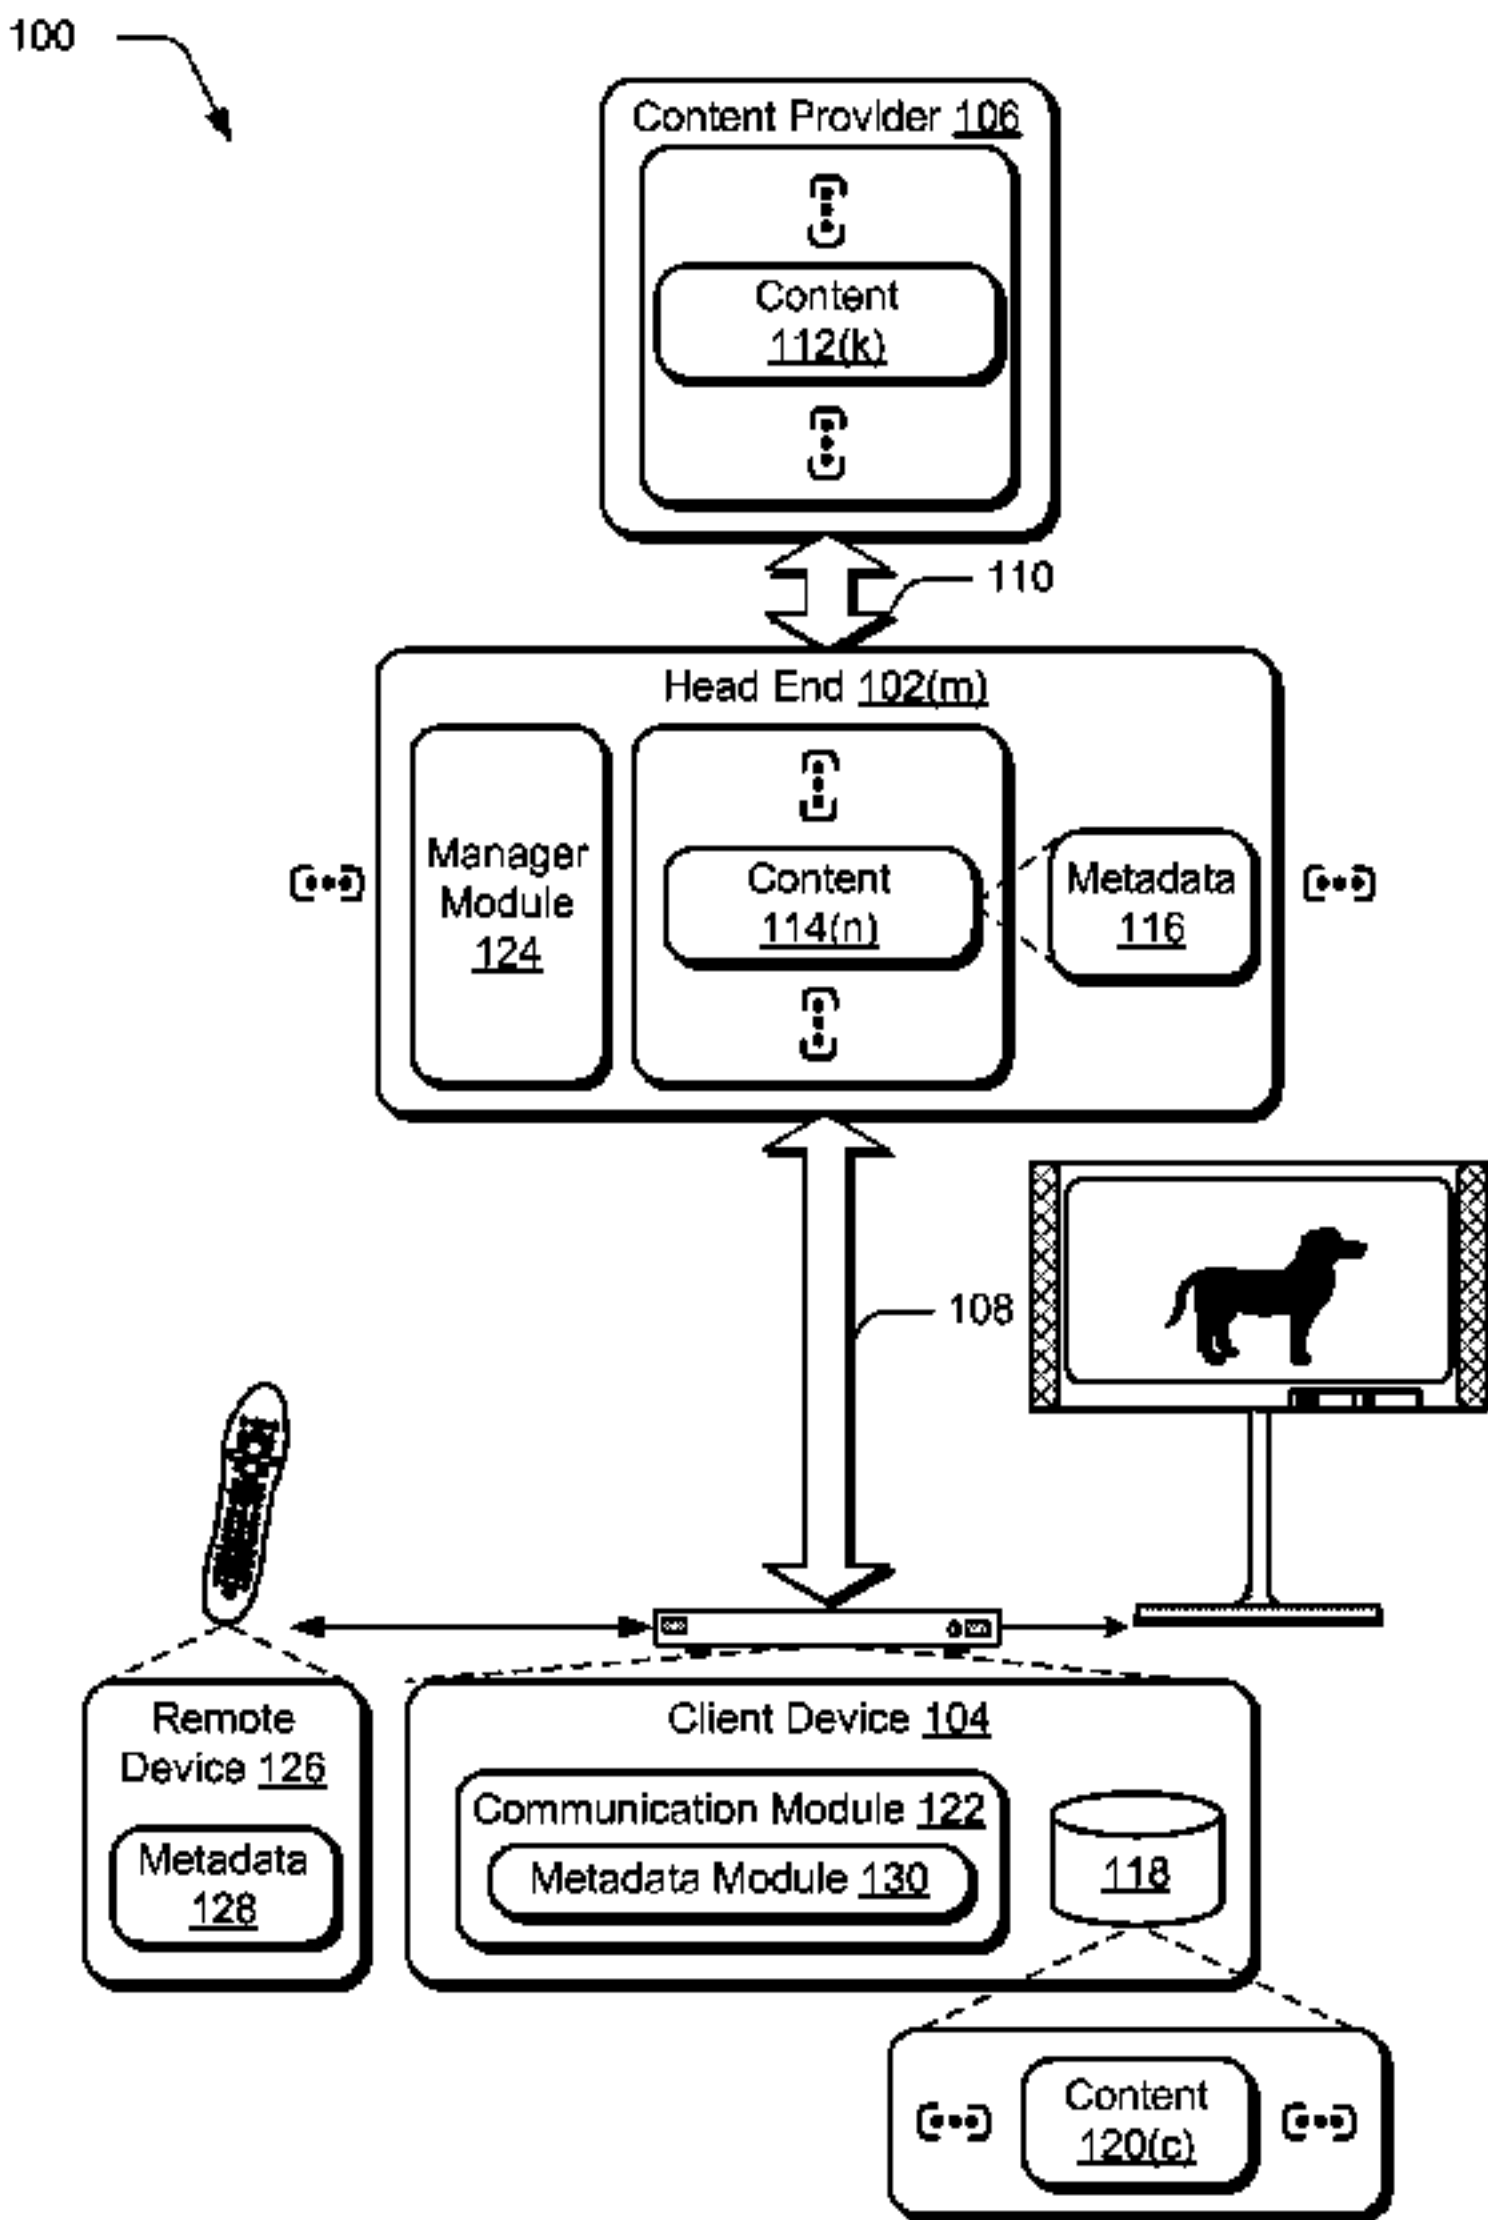 100
Content Provider 106
Content
112(k)
110
Head End 102(m)
Manager
Module
124
Content
114(n)
Metadata
116
108
Remote
Device 126
Metadata
128
Client Device 104
Communication Module 122
Metadata Module 130
118
Content
120(c)